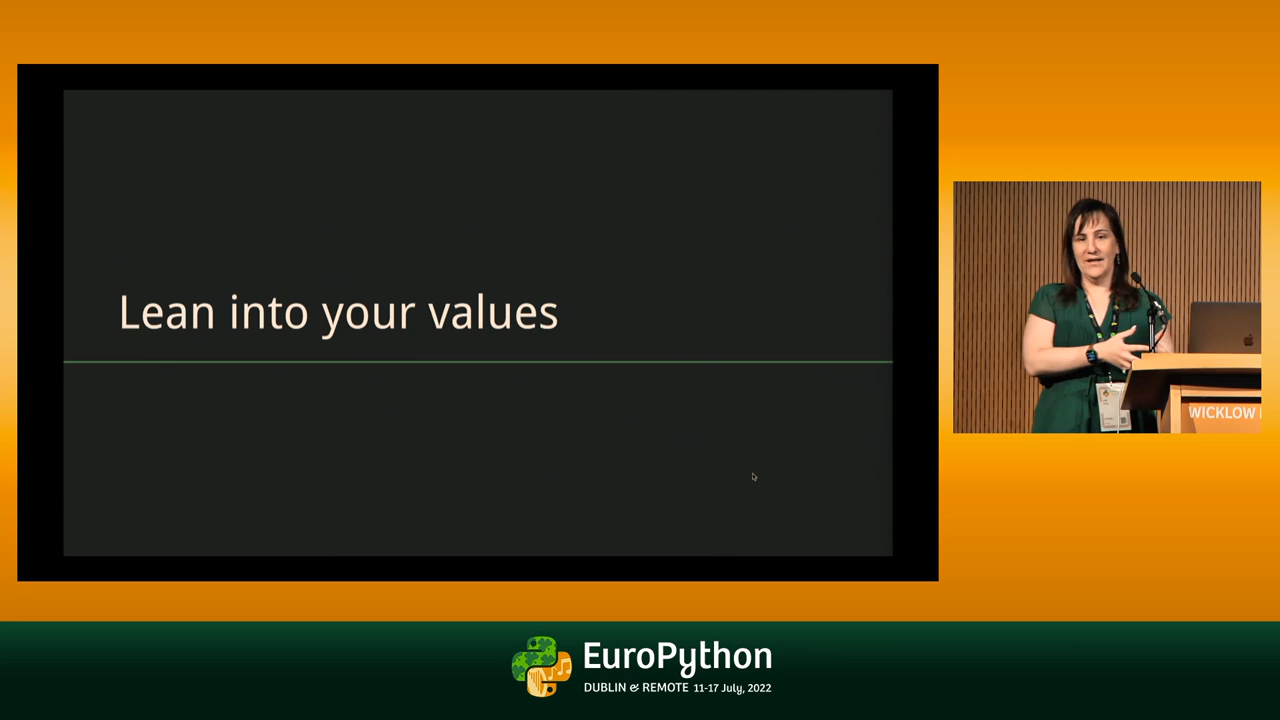 Lean into your values
WICKLOW
EuroPython
DUBLIN & REMOTE 11-17 July, 2022